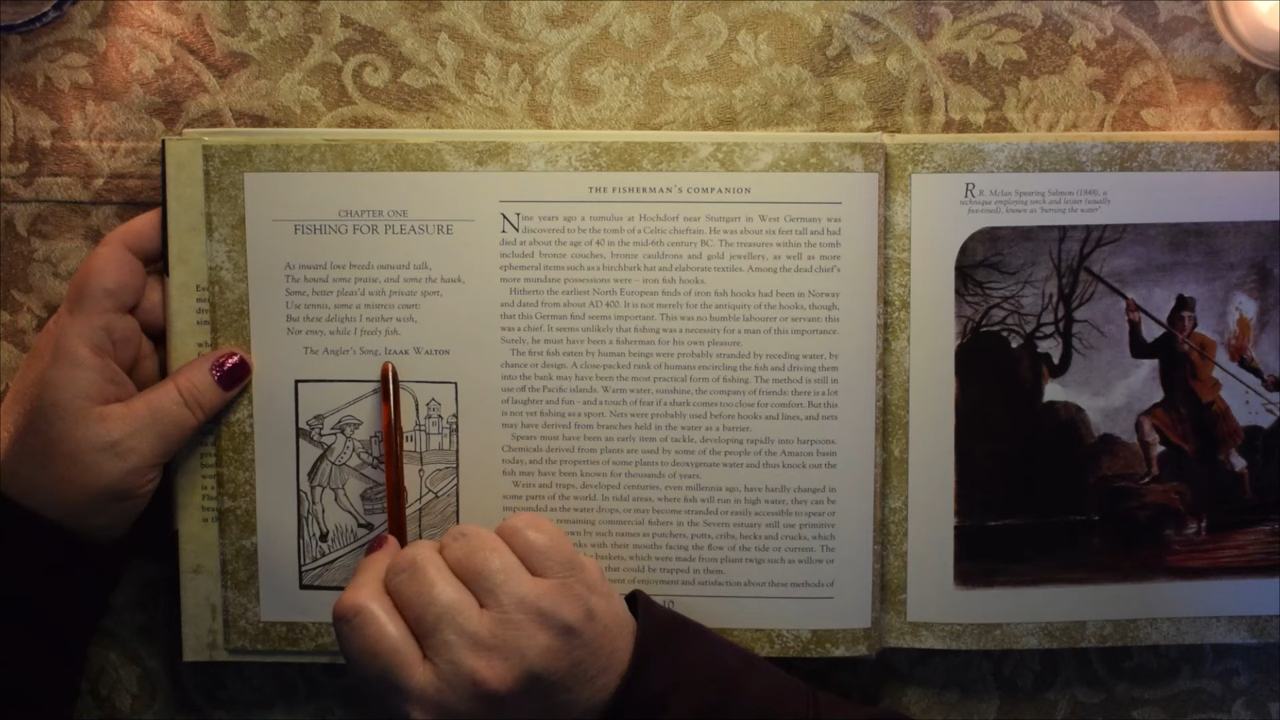 THE FISHERMAN'S COMPANION
CHAPTER ONE
FISHING FOR PLEASURE
As inward love breeds outward talk,
The hound some praise, and some the hawk,
Some, better pleas'd with private sport,
Use tennis, some a mistress court:
But these delights I neither wish,
Nor envy, while I freely fish.
The Angler's Song, IZAAK WALTON
Nine years ago a tumulus at Hochdorf near Stuttgart in West Germany was
discovered to be the tomb of a Celtic chieftain. He was about six feet tall and had
died at about the age of 40 in the mid-6th century BC. The treasures within the tomb
included bronze couches, bronze cauldrons and gold jewellery, as well as more
ephemeral items such as a birchbark hat and elaborate textiles. Among the dead chief's
more mundane possessions were – iron fish hooks.
Hitherto the earliest North European finds of iron fish hooks had been in Norway
and dated from about AD 400. It is not merely for the antiquity of the hooks, though,
that this German find seems important. This was no humble labourer or servant: this
was a chief. It seems unlikely that fishing was a necessity for a man of this importance.
Surely, he must have been a fisherman for his own pleasure.
The first fish eaten by human beings were probably stranded by receding water, by
chance or design. A close-packed rank of humans encircling the fish and driving them
into the bank may have been the most practical form of fishing. The method is still in
use off the Pacific islands. Warm water, sunshine, the company of friends: there is a lot
of laughter and fun – and a touch of fear if a shark comes too close for comfort. But this
is not yet fishing as a sport. Nets were probably used before hooks and lines, and nets
may have derived from branches held in the water as a barrier.
Spears must have been an early item of tackle, developing rapidly into harpoons.
Chemicals derived from plants are used by some of the people of the Amazon basin
today, and the properties of some plants to deoxygenate water and thus knock out the
fish may have been known for thousands of years.
Weirs and traps, developed centuries, even millennia ago, have hardly changed in
some parts of the world. In tidal areas, where fish will run in high water, they can be
impounded as the water drops, or may become stranded or easily accessible to spear or
remaining commercial fishers in the Severn estuary still use primitive
by such names as putchers, putts, cribs, hecks and crucks, which
with their mouths facing the flow of the tide or current. The
baskets, which were made from pliant twigs such as willow or
that could be trapped in them.
of enjoyment and satisfaction about these methods of
10
R.R. McIan Spearing Salmon (1848), a
technique employing torch and leister (usually
five-tined), known as 'burning the water'.